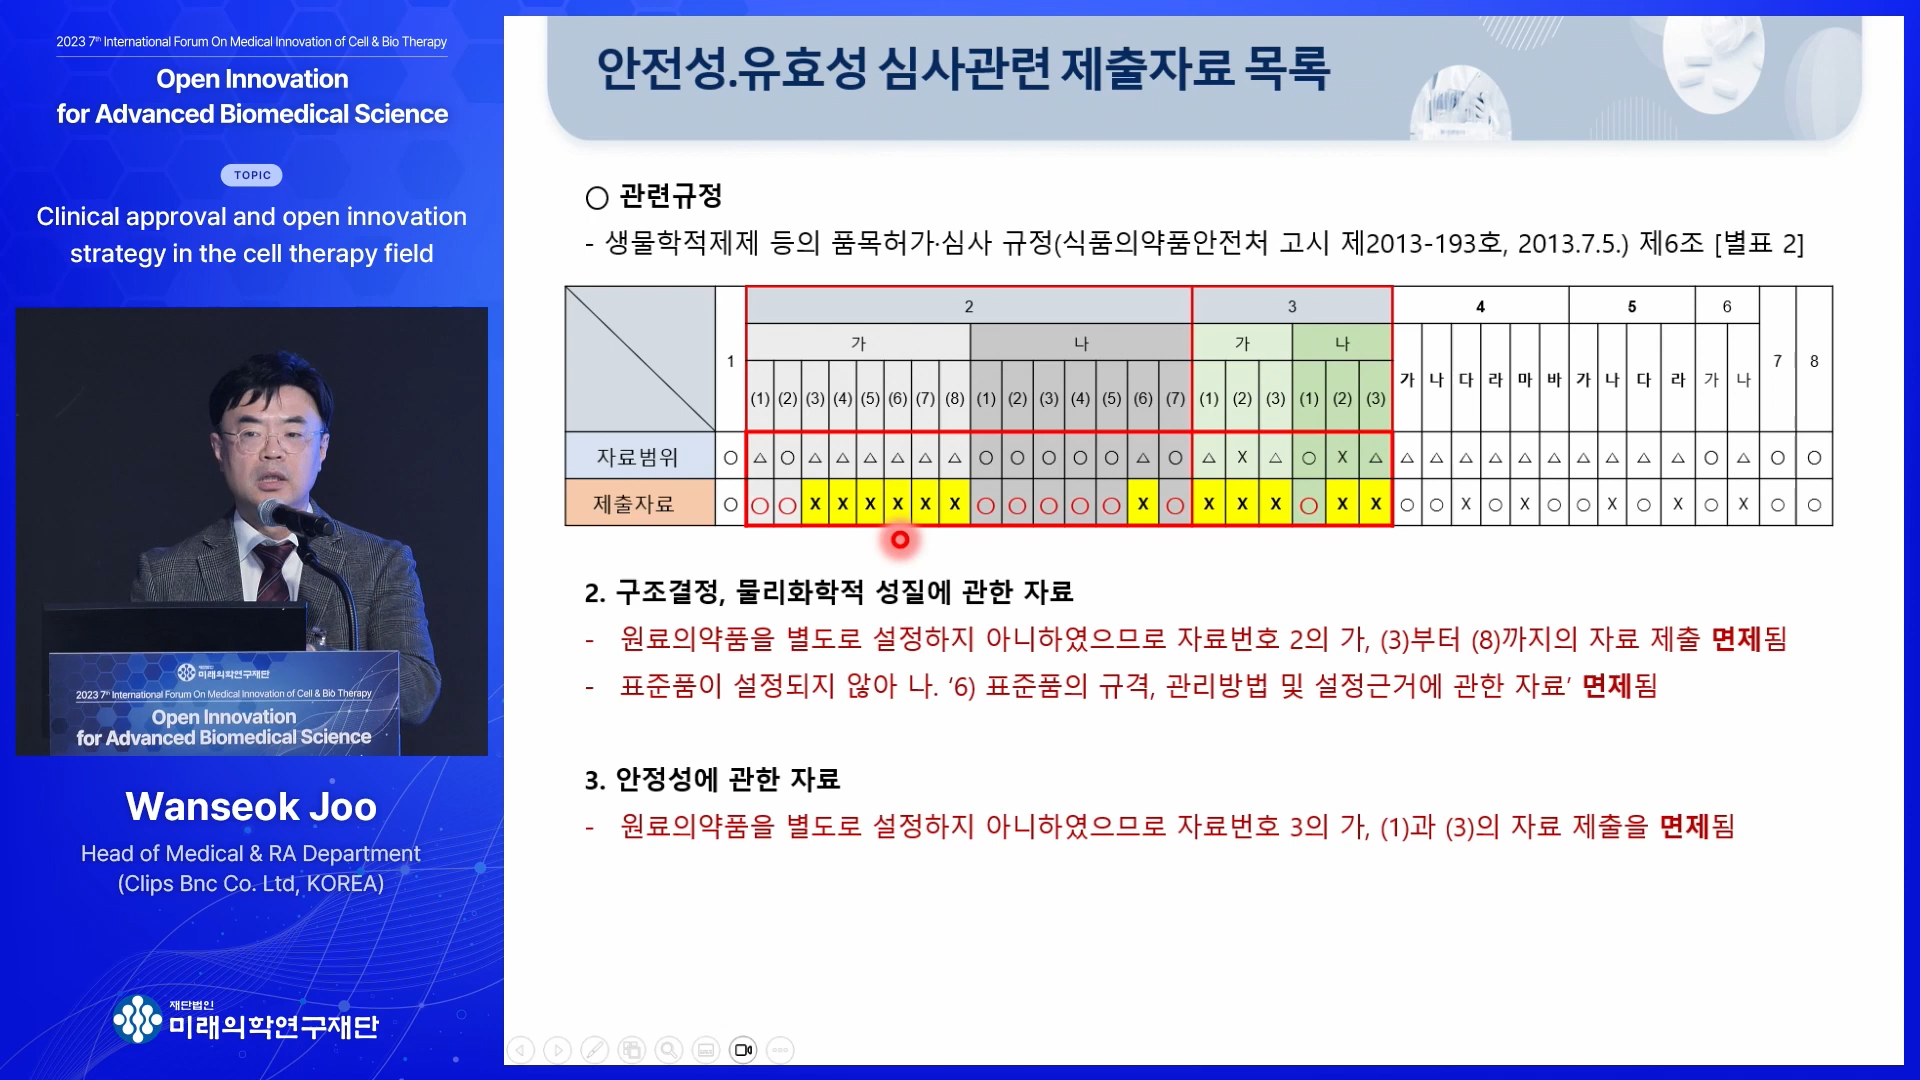 2023 7th International Forum On Medical Innovation of Cell & Bio Therapy
Open Innovation
for Advanced Biomedical Science
TOPIC
Clinical approval and open innovation
strategy in the cell therapy field
재단법인
미래의학연구재단
2023 7th International Forum On Medical Innovation of Cell & Bio Therapy
Open Innovation
for Advanced Biomedical Science
Wanseok Joo
Head of Medical & RA Department
(Clips Bnc Co. Ltd, KOREA)
재단법인
미래의학연구재단
안전성.유효성 심사관련 제출자료 목록
○ 관련규정
- 생물학적제제 등의 품목허가·심사 규정(식품의약품안전처 고시 제2013-193호, 2013.7.5.) 제6조 [별표 2]
1 2 3 4 5 6 7 8
가 나 가 나 가 나 다 라 마 바 가 나 다 라 가 나
(1) (2) (3) (4) (5) (6) (7) (8) (1) (2) (3) (4) (5) (6) (7) (1) (2) (3) (1) (2) (3)
자료범위 ○ △ ○ △ △ △ △ △ △ ○ ○ ○ ○ ○ △ ○ △ X △ ○ X △ △ △ △ △ △ △ △ △ △ △ ○ △ ○ ○
제출자료 ○ ○ ○ X X X X X X ○ ○ ○ ○ ○ X ○ X X X ○ X X ○ ○ X ○ X ○ ○ X ○ X ○ X ○ ○
2. 구조결정, 물리화학적 성질에 관한 자료
- 원료의약품을 별도로 설정하지 아니하였으므로 자료번호 2의 가, (3)부터 (8)까지의 자료 제출 면제됨
- 표준품이 설정되지 않아 나. ‘6) 표준품의 규격, 관리방법 및 설정근거에 관한 자료’ 면제됨
3. 안정성에 관한 자료
- 원료의약품을 별도로 설정하지 아니하였으므로 자료번호 3의 가, (1)과 (3)의 자료 제출을 면제됨